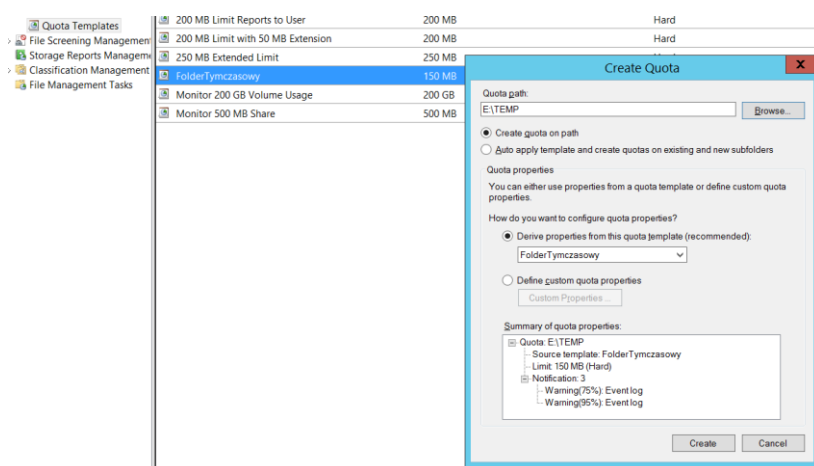 Quota Templates
File Screening Managemen
Storage Reports Manageme
Classification Management
File Management Tasks
200 MB Limit Reports to User 200 MB Hard
200 MB Limit with 50 MB Extension 200 MB Hard
250 MB Extended Limit 250 MB
FolderTymczasowy 150 MB
Monitor 200 GB Volume Usage 200 GB
Monitor 500 MB Share 500 MB
Create Quota
x
Quota path:
E:\TEMP Browse...
Create quota on path
Auto apply template and create quotas on existing and new subfolders
Quota properties
You can either use properties from a quota template or define custom quota
properties.
How do you want to configure quota properties?
Derive properties from this quota template (recommended):
FolderTymczasowy
Define custom quota properties
Custom Properties ...
Summary of quota properties:
Quota: E:\TEMP
Source template: FolderTymczasowy
Limit: 150 MB (Hard)
Notification: 3
Warning(75%): Event log
Warning(95%): Event log
Create Cancel